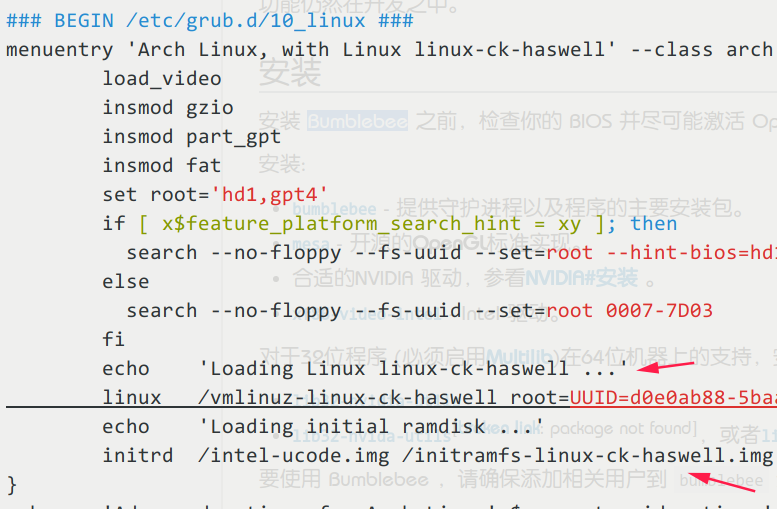 功能仍然在开发之中。
### BEGIN /etc/grub.d/10_linux ###
menuentry 'Arch Linux, with Linux linux-ck-haswell' --class arch
安装
load_video
insmod gzio
安装 Bumblebee 之前，检查你的 BIOS 并尽可能激活
insmod part_gpt
安装:
insmod fat
set root='hd1,gpt4'
bumblebee - 提供守护进程以及程序的主要安装包。
if [ x$feature_platform_search_hint = xy ]; then
mesa - 开源的OpenGL标准实现。
search --no-floppy --fs-uuid --set=root --hint-bios=hd1
合适的NVIDIA 驱动，参看NVIDIA#安装 。
else
search --no-floppy --fs-uuid --set=root 0007-7D03
fi
对于32位程序 (必须启用Multilib)在64位机器上的支持，
echo 'Loading Linux linux-ck-haswell ...'
linux /vmlinuz-linux-ck-haswell root=UUID=d0e0ab88-5baa
echo 'Loading initial ramdisk ...'
lib32-nvidia-utils[broken link: package not found] ，或者
initrd /intel-ucode.img /initramfs-linux-ck-haswell.img
要使用 Bumblebee ，请确保添加相关用户到 bumblebee
}